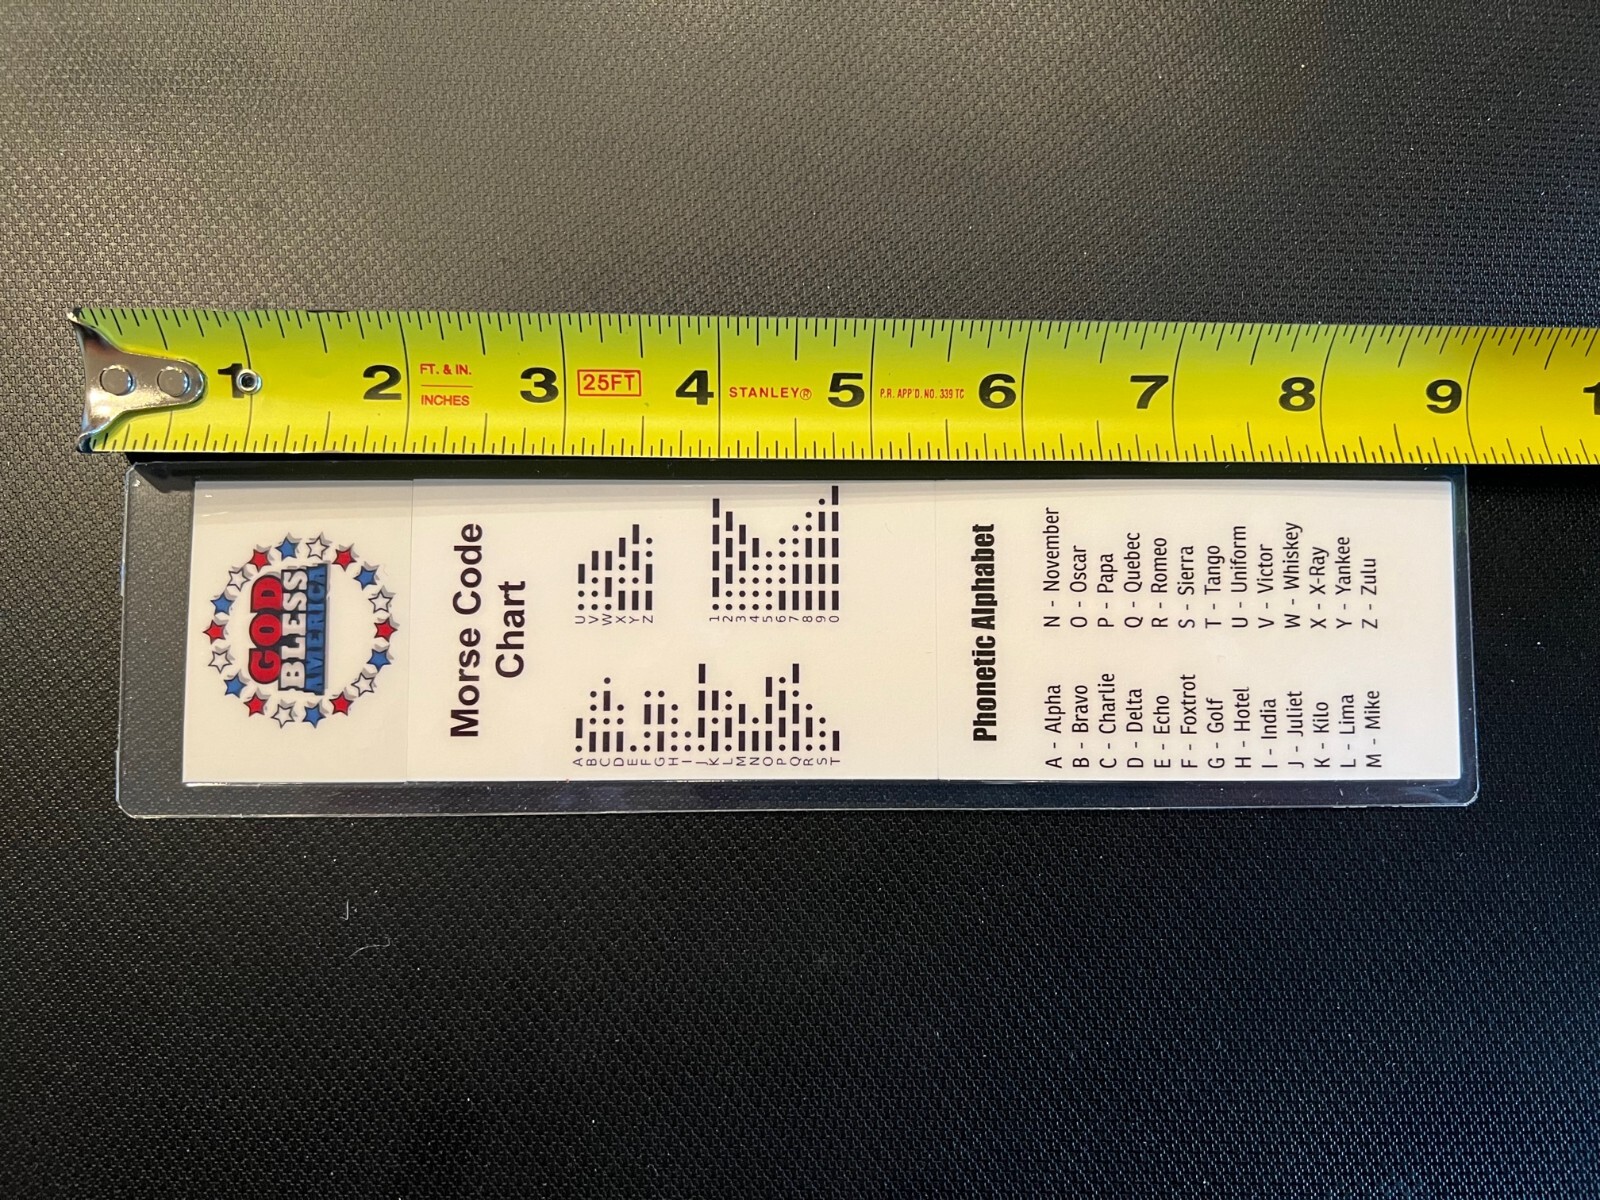 1 2 FT. & IN. 3 25FT 4 STANLEY® 5 P.R. APP'D. NO. 339 TC 6 7 8 9 1
INCHES
GOD
BLESS
AMERICA
Morse Code
Chart
A .-
B -...
C -.-.
D -..
E .
F ..-.
G --.
H ....
I ..
J .---
K -.-
L .-..
M --
N -.
O ---
P .--.
Q --.-
R .-.
S ...
T -
U ..-
V ...-
W .--
X -..-
Y -.--
Z --..
1 .----
2 ..---
3 ...--
4 ....-
5 .....
6 -....
7 --...
8 ---..
9 ----.
0 -----
Phonetic Alphabet
A - Alpha
B - Bravo
C - Charlie
D - Delta
E - Echo
F - Foxtrot
G - Golf
H - Hotel
I - India
J - Juliet
K - Kilo
L - Lima
M - Mike
N - November
O - Oscar
P - Papa
Q - Quebec
R - Romeo
S - Sierra
T - Tango
U - Uniform
V - Victor
W - Whiskey
X - X-Ray
Y - Yankee
Z - Zulu